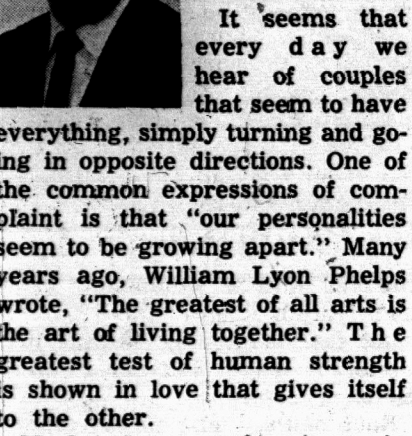 It seems that
every day we
hear of couples
that seem to have
everything, simply turning and go-
ing in opposite directions. One of
the common expressions of com-
plaint is that "our personalities
seem to be growing apart." Many
years ago, William Lyon Phelps
wrote, "The greatest of all arts is
the art of living together." The
greatest test of human strength
is shown in love that gives itself
to the other.